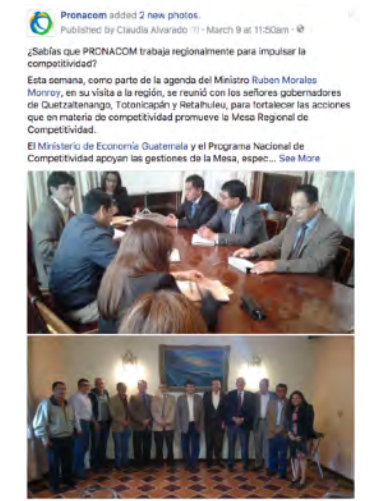 Pronacom added 2 new photos.
Published by Claudia Alvarado [?] · March 9 at 11:50am ·
¿Sabías que PRONACOM trabaja regionalmente para impulsar la
competitividad?
Esta semana, como parte de la agenda del Ministro Ruben Morales
Monroy, en su visita a la región, se reunió con los señores gobernadores
de Quetzaltenango, Totonicapán y Retalhuleu, para fortalecer las acciones
que en materia de competitividad promueve la Mesa Regional de
Competitividad.
El Ministerio de Economía Guatemala y el Programa Nacional de
Competitividad apoyan las gestiones de la Mesa, espec... See More